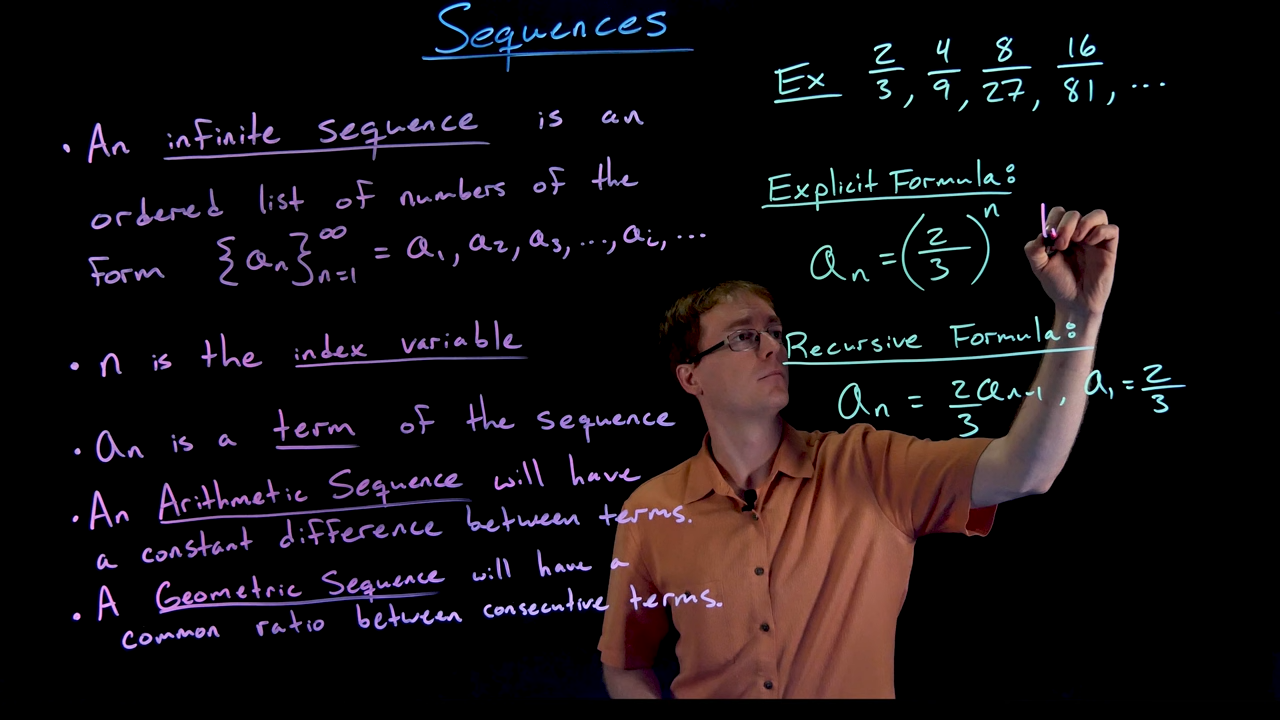 Sequences
• An infinite sequence is an
ordered list of numbers of the
form {aₙ}ₙ₌₁^∞ = a₁, a₂, a₃, ..., aᵢ, ...
• n is the index variable
• aₙ is a term of the sequence
• An Arithmetic Sequence will have
a constant difference between terms.
• A Geometric Sequence will have a
common ratio between consecutive terms.
Ex 2/3, 4/9, 8/27, 16/81, ...
Explicit Formula:
aₙ = (2/3)ⁿ
Recursive Formula:
aₙ = 2/3 aₙ₋₁, a₁ = 2/3